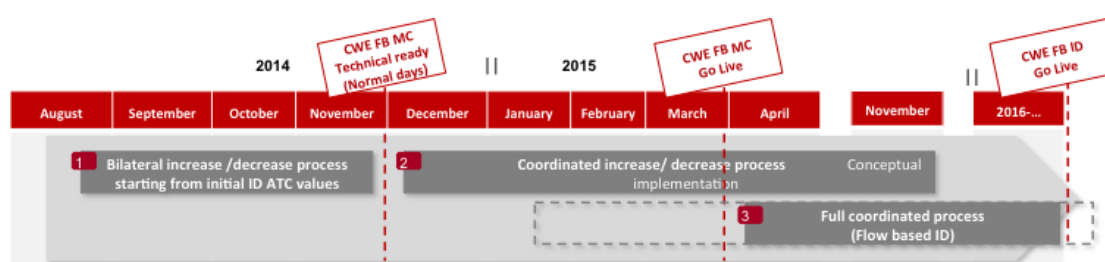 CWE FB MC
Technical ready
(Normal days)
CWE FB MC
Go Live
CWE FB ID
Go Live
2014 || 2015 ||
August September October November December January February March April November 2016-...
1 Bilateral increase /decrease process
starting from initial ID ATC values
2 Coordinated increase/ decrease process Conceptual
implementation
3 Full coordinated process
(Flow based ID)